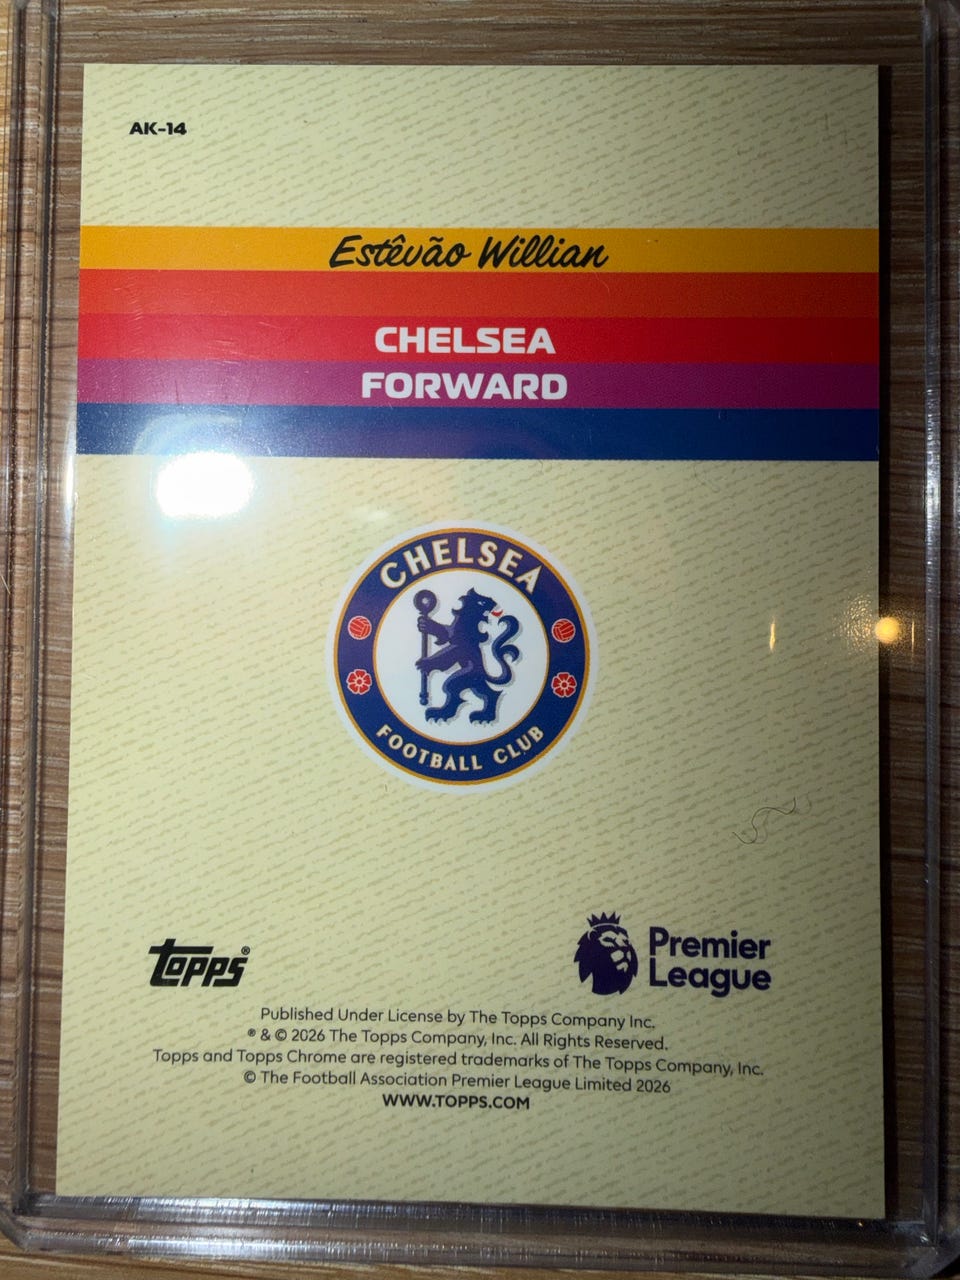 AK-14
Estêvão Willian
CHELSEA
FORWARD
CHELSEA
FOOTBALL CLUB
Topps®
Premier
League
Published Under License by The Topps Company Inc.
® & © 2026 The Topps Company, Inc. All Rights Reserved.
Topps and Topps Chrome are registered trademarks of The Topps Company, Inc.
© The Football Association Premier League Limited 2026
WWW.TOPPS.COM